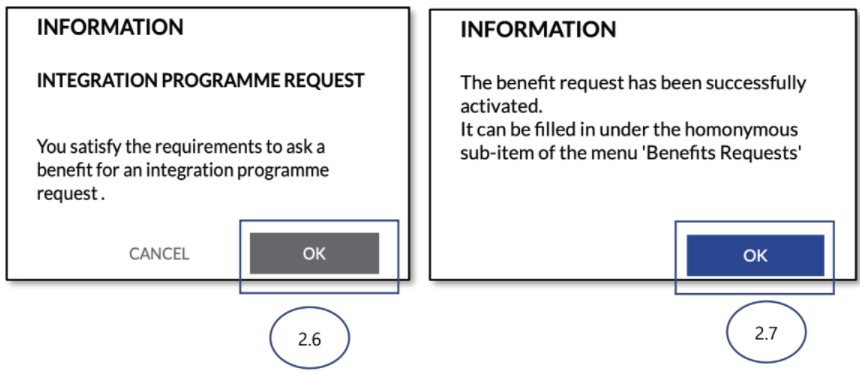 INFORMATION
INTEGRATION PROGRAMME REQUEST
You satisfy the requirements to ask a
benefit for an integration programme
request .
CANCEL
OK
2.6
INFORMATION
The benefit request has been successfully
activated.
It can be filled in under the homonymous
sub-item of the menu 'Benefits Requests'
OK
2.7